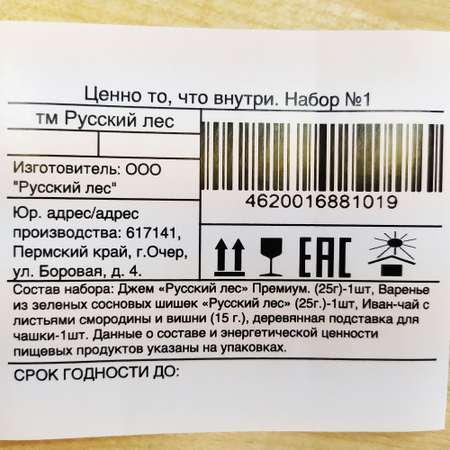 Ценно то, что внутри. Набор №1
тм Русский лес
Изготовитель: ООО
"Русский лес"
4620016881019
Юр. адрес/адрес
производства: 617141,
Пермский край, г.Очер,
ул. Боровая, д. 4.
EAC
Состав набора: Джем «Русский лес» Премиум. (25г)-1шт, Варенье
из зеленых сосновых шишек «Русский лес» (25г.)-1шт, Иван-чай с
листьями смородины и вишни (15 г.), деревянная подставка для
чашки-1шт. Данные о составе и энергетической ценности
пищевых продуктов указаны на упаковках.
СРОК ГОДНОСТИ ДО: